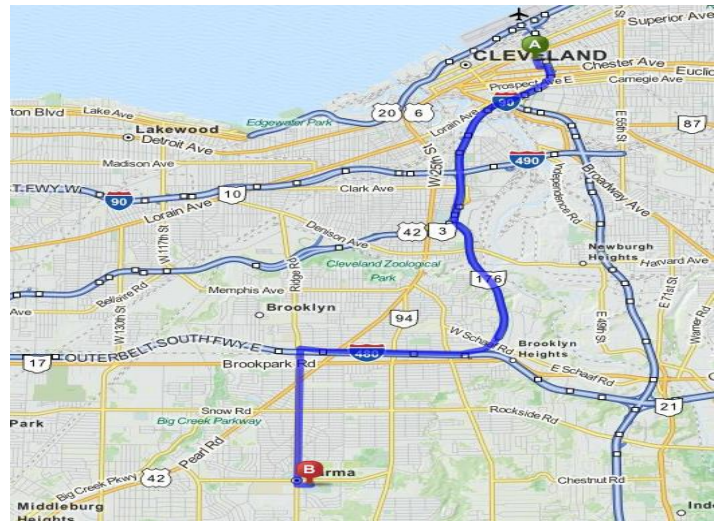 Superior Ave
E 55th St
A
CLEVELAND
Chester Ave
Euclid
Carnegie Ave
Prospect Ave E
90
ton Blvd
Lake Ave
Edgewater Park
20
6
Lakewood
Detroit Ave
Lorain Ave
87
Madison Ave
W 25th St
490
T FWY W
90
10
Clark Ave
Lorain Ave
Independence Rd
Broadway Ave
W 117th St
Denison Ave
42
3
Newburgh
Heights
Harvard Ave
Cleveland Zoological
Park
176
Ridge Rd
Bellaire Rd
Memphis Ave
Ave
W 130th St
Brooklyn
94
E 49th St
E 71st St
Warner Rd
W Schaaf Rd
Brooklyn
Heights
OUTERBELT SOUTH FWY E
480
17
Brookpark Rd
E Schaaf Rd
21
Park
Snow Rd
Rockside Rd
Big Creek Parkway
Pearl Rd
B
arma
Big Creek Pkwy
42
Chestnut Rd
Middleburg
Heights
Inde